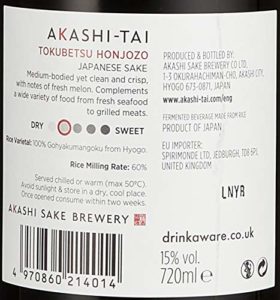 AKASHI-TAI
TOKUBETSU HONJOZO
JAPANESE SAKE
Medium-bodied yet clean and crisp,
with notes of fresh melon. Complements
a wide variety of food from fresh seafood
to grilled meats.
DRY SWEET
Rice Varietal: 100% Gohyakumangoku from Hyogo.
Rice Milling Rate: 60%
Served chilled or warm (max 50°C).
Avoid sunlight & store in a dry, cool place.
Once opened consume within two weeks.
AKASHI SAKE BREWERY
4 970860 214014
PRODUCED & BOTTLED BY:
AKASHI SAKE BREWERY CO LTD,
1-3 OKURAHACHIMAN-CHO, AKASHI CITY,
HYOGO 673-0871, JAPAN
www.akashi-tai.com/eng
FERMENTED BEVERAGE MADE FROM RICE
PRODUCT OF JAPAN
EU IMPORTER:
SPIRIMONDE LTD, JEDBURGH, TD8 6PL
UNITED KINGDOM
LNYR
drinkaware.co.uk
15% vol.
720ml e